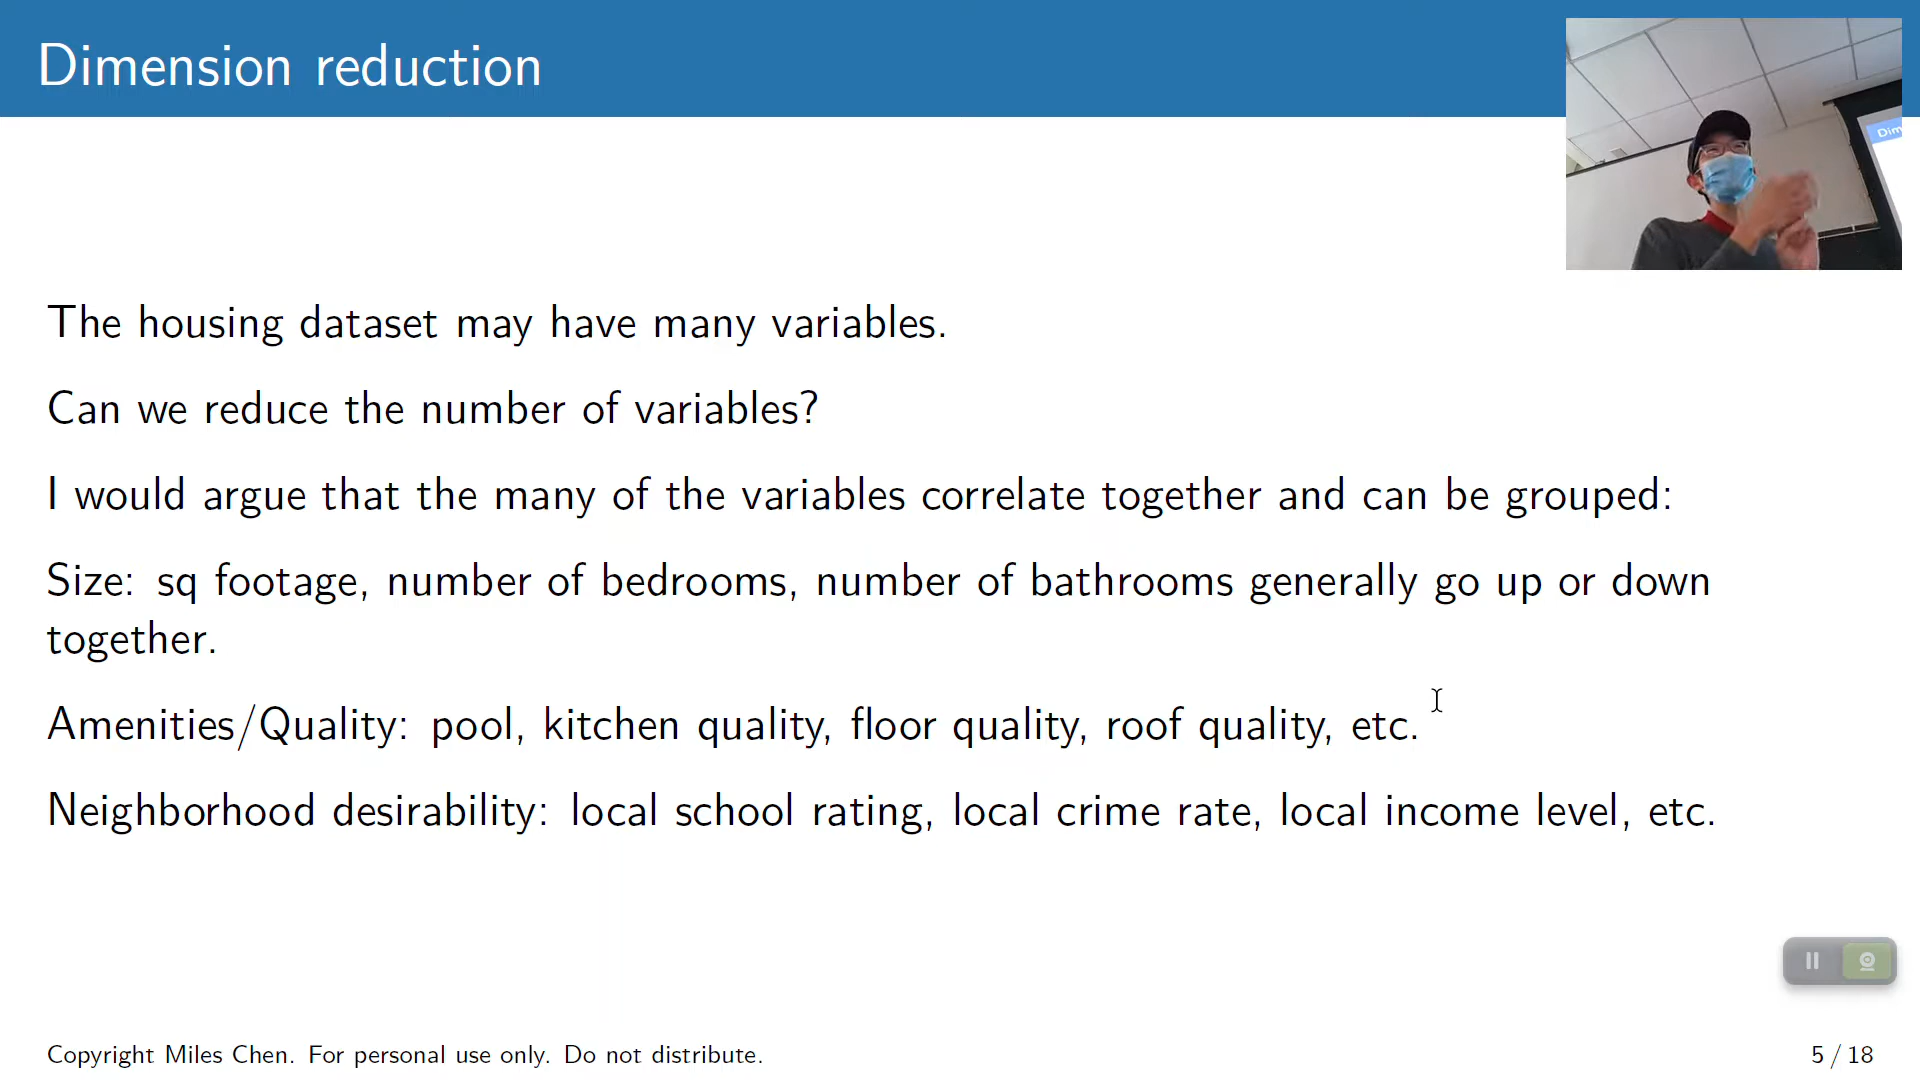 Dimension reduction
Dim
The housing dataset may have many variables.
Can we reduce the number of variables?
I would argue that the many of the variables correlate together and can be grouped:
Size: sq footage, number of bedrooms, number of bathrooms generally go up or down
together.
Amenities/Quality: pool, kitchen quality, floor quality, roof quality, etc.
Neighborhood desirability: local school rating, local crime rate, local income level, etc.
Copyright Miles Chen. For personal use only. Do not distribute.
5 / 18